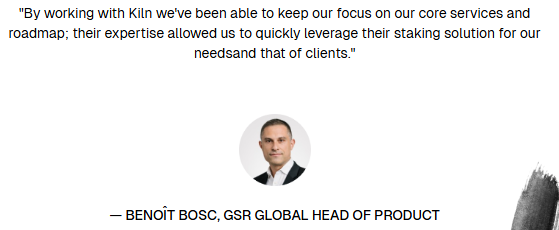 "By working with Kiln we've been able to keep our focus on our core services and
roadmap; their expertise allowed us to quickly leverage their staking solution for our
needsand that of clients."
— BENOÎT BOSC, GSR GLOBAL HEAD OF PRODUCT